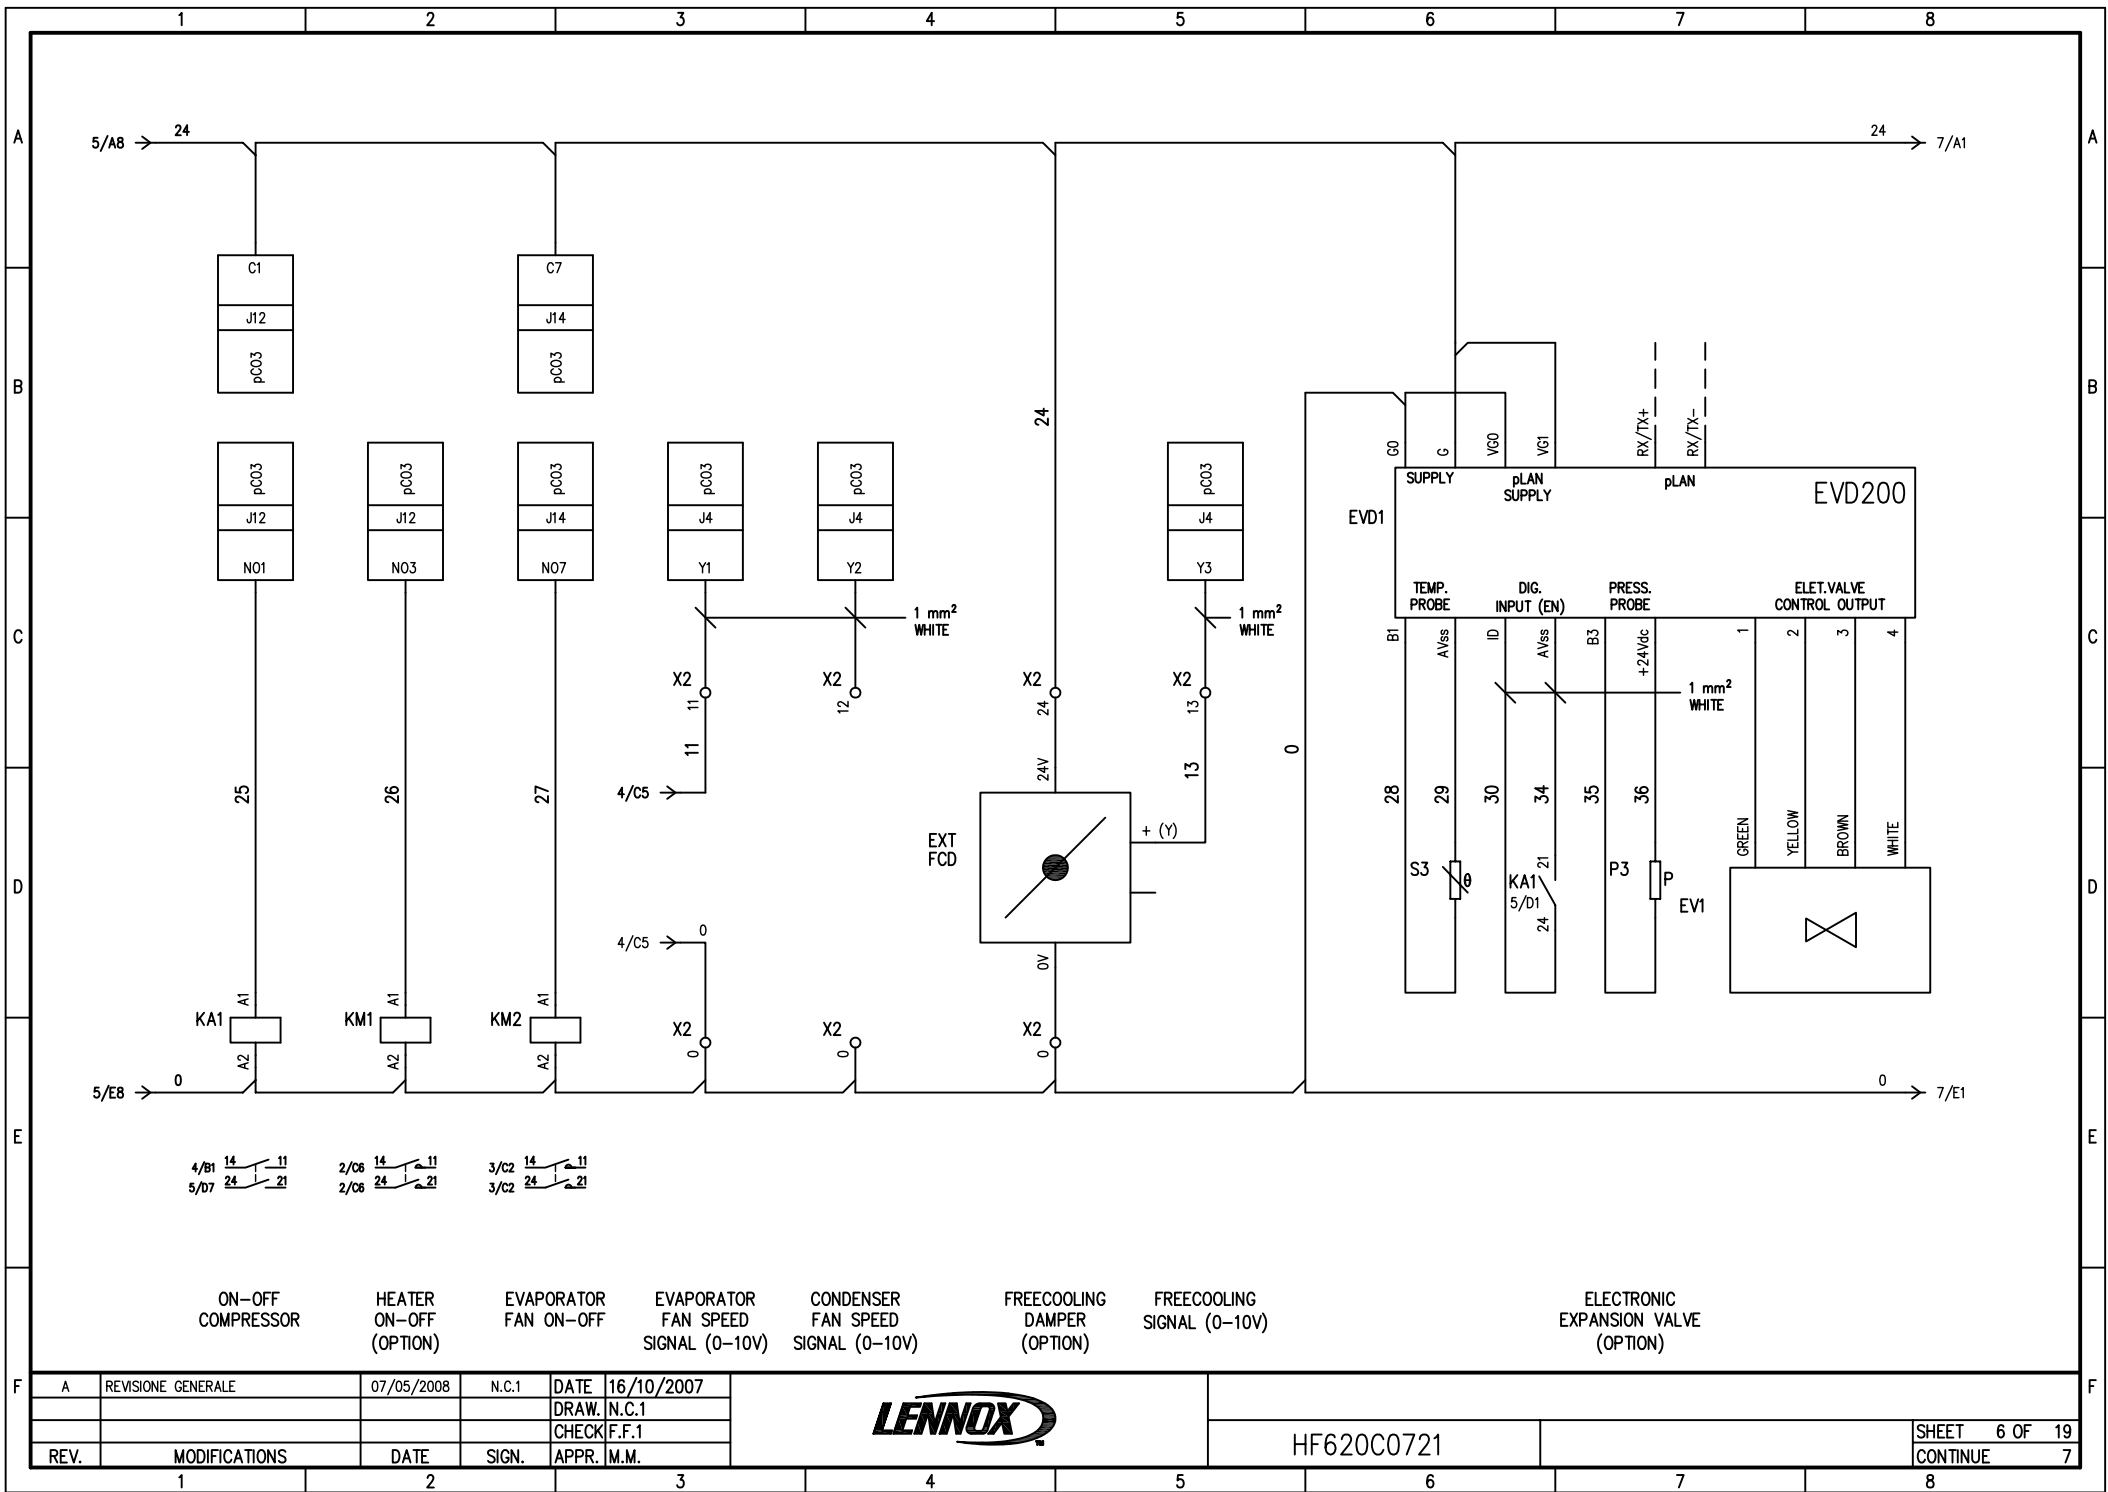 1 2 3 4 5 6 7 8
A 5/A8 24 24 7/A1 A
C1 C7
J12 J14
pCO3 pCO3
B 24 B
G0 G VG0 VG1 RX/TX+ RX/TX-
pCO3 pCO3 pCO3 pCO3 pCO3 pCO3
SUPPLY pLAN SUPPLY pLAN EVD200
J12 J12 J14 J4 J4 J4 EVD1
NO1 NO3 NO7 Y1 Y2 Y3
TEMP. PROBE DIG. INPUT (EN) PRESS. PROBE ELET.VALVE CONTROL OUTPUT
1 mm² WHITE 1 mm² WHITE
C B1 AVss ID AVss B3 +24Vdc 1 2 3 4 C
X2 X2 X2 X2
11 12 24 13
1 mm² WHITE
11 0
24V 13
25 26 27 4/C5 28 29 30 34 35 36
+ (Y)
GREEN YELLOW BROWN WHITE
EXT FCD
D S3 θ KA1 5/D1 21 24 P3 P EV1 D
4/C5 0
0V
A1 A1 A1
KA1 KM1 KM2 X2 X2 X2
A2 A2 A2 0 0 0
5/E8 0 0 7/E1
E E
4/B1 14 11 2/C6 14 11 3/C2 14 11
5/D7 24 21 2/C6 24 21 3/C2 24 21
ON-OFF COMPRESSOR
HEATER ON-OFF (OPTION)
EVAPORATOR FAN ON-OFF
EVAPORATOR FAN SPEED SIGNAL (0-10V)
CONDENSER FAN SPEED SIGNAL (0-10V)
FREECOOLING DAMPER (OPTION)
FREECOOLING SIGNAL (0-10V)
ELECTRONIC EXPANSION VALVE (OPTION)
F F
A REVISIONE GENERALE 07/05/2008 N.C.1 DATE 16/10/2007
DRAW. N.C.1
CHECK F.F.1
REV. MODIFICATIONS DATE SIGN. APPR. M.M.
LENNOX ™
HF620C0721
SHEET 6 OF 19
CONTINUE 7
1 2 3 4 5 6 7 8